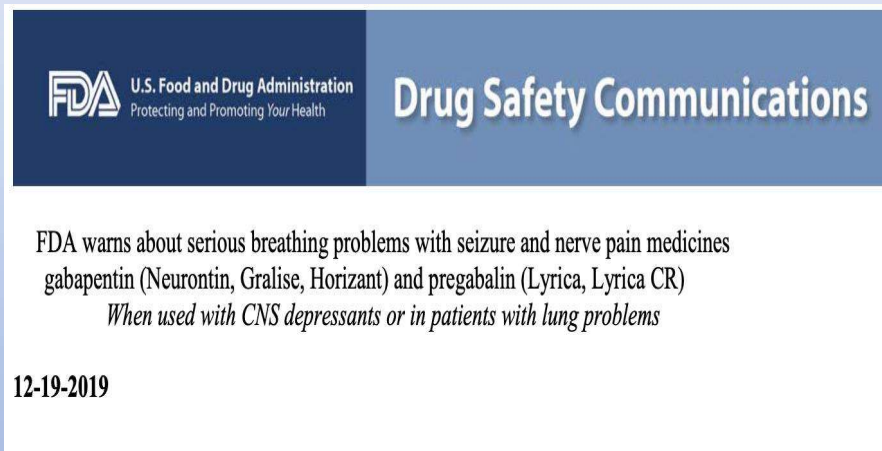 FDA
U.S. Food and Drug Administration
Protecting and Promoting Your Health
Drug Safety Communications
FDA warns about serious breathing problems with seizure and nerve pain medicines
gabapentin (Neurontin, Gralise, Horizant) and pregabalin (Lyrica, Lyrica CR)
When used with CNS depressants or in patients with lung problems
12-19-2019